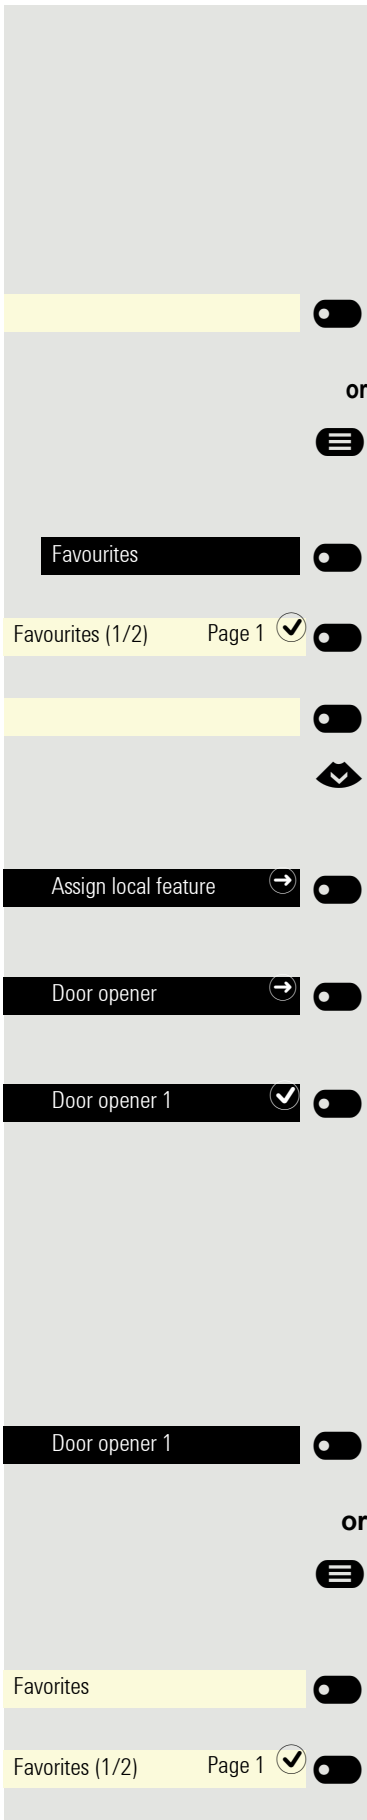 or
Favourites
Favourites (1/2) Page 1
Assign local feature
Door opener
Door opener 1
Door opener 1
or
Favorites
Favorites (1/2) Page 1